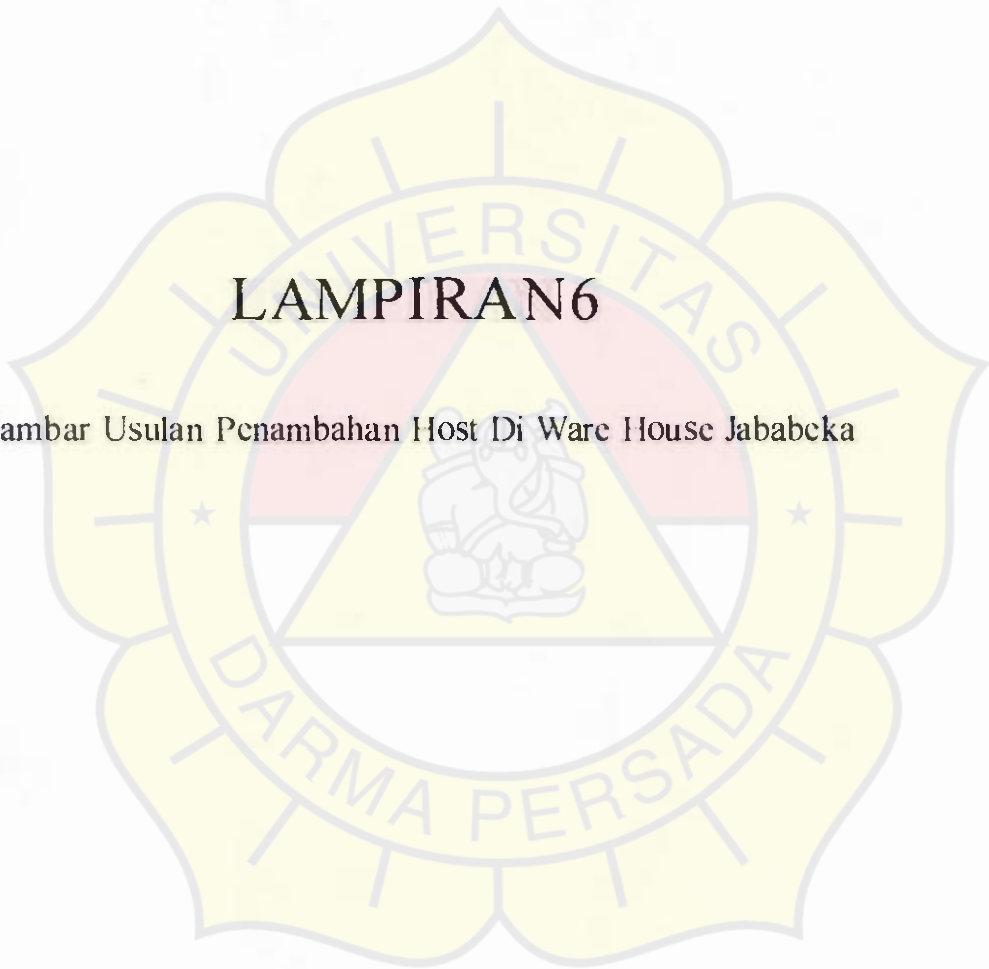 UNIVERSITAS
LAMPIRAN6
ambar Usulan Penambahan Host Di Ware House Jababeka
DARMA PERSADA